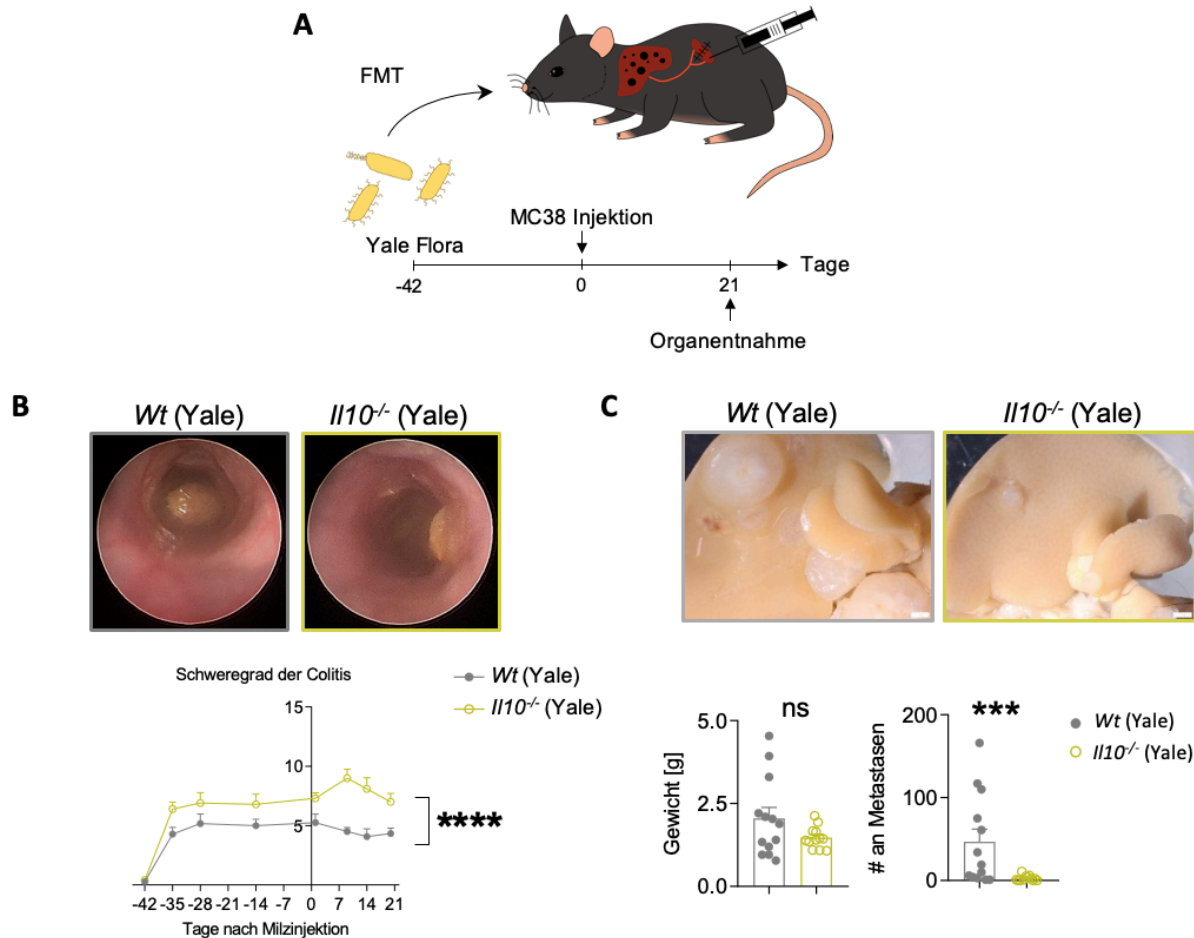 A
FMT
Yale Flora
MC38 Injektion
Tage
-42 0 21
Organentnahme
B
Wt (Yale) Il10-/- (Yale)
Schweregrad der Colitis
Wt (Yale)
Il10-/- (Yale)
15
10
5
****
-42 -35 -28 -21 -14 -7 0 7 14 21
Tage nach Milzinjektion
C
Wt (Yale) Il10-/- (Yale)
Gewicht [g]
5.0
2.5
0.0
ns
# an Metastasen
200
100
0
***
Wt (Yale)
Il10-/- (Yale)